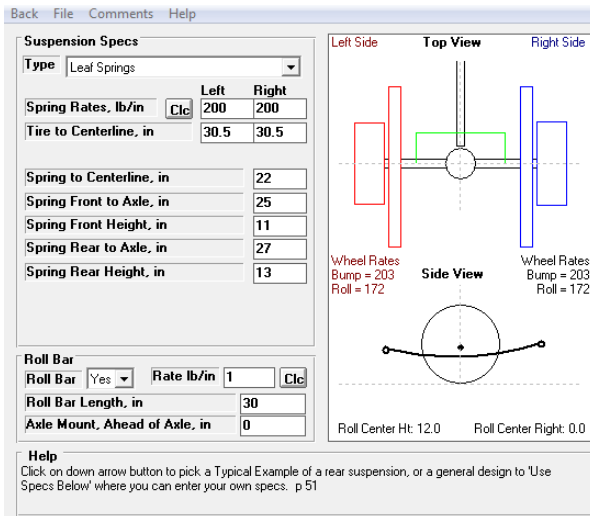 Back File Comments Help
Suspension Specs
Type Leaf Springs
Left Right
Spring Rates, lb/in Clc 200 200
Tire to Centerline, in 30.5 30.5
Spring to Centerline, in 22
Spring Front to Axle, in 25
Spring Front Height, in 11
Spring Rear to Axle, in 27
Spring Rear Height, in 13
Roll Bar
Roll Bar Yes Rate lb/in 1 Clc
Roll Bar Length, in 30
Axle Mount, Ahead of Axle, in 0
Left Side Top View Right Side
Wheel Rates Wheel Rates
Bump = 203 Side View Bump = 203
Roll = 172 Roll = 172
Roll Center Ht: 12.0 Roll Center Right: 0.0
Help
Click on down arrow button to pick a Typical Example of a rear suspension, or a general design to 'Use
Specs Below' where you can enter your own specs. p 51